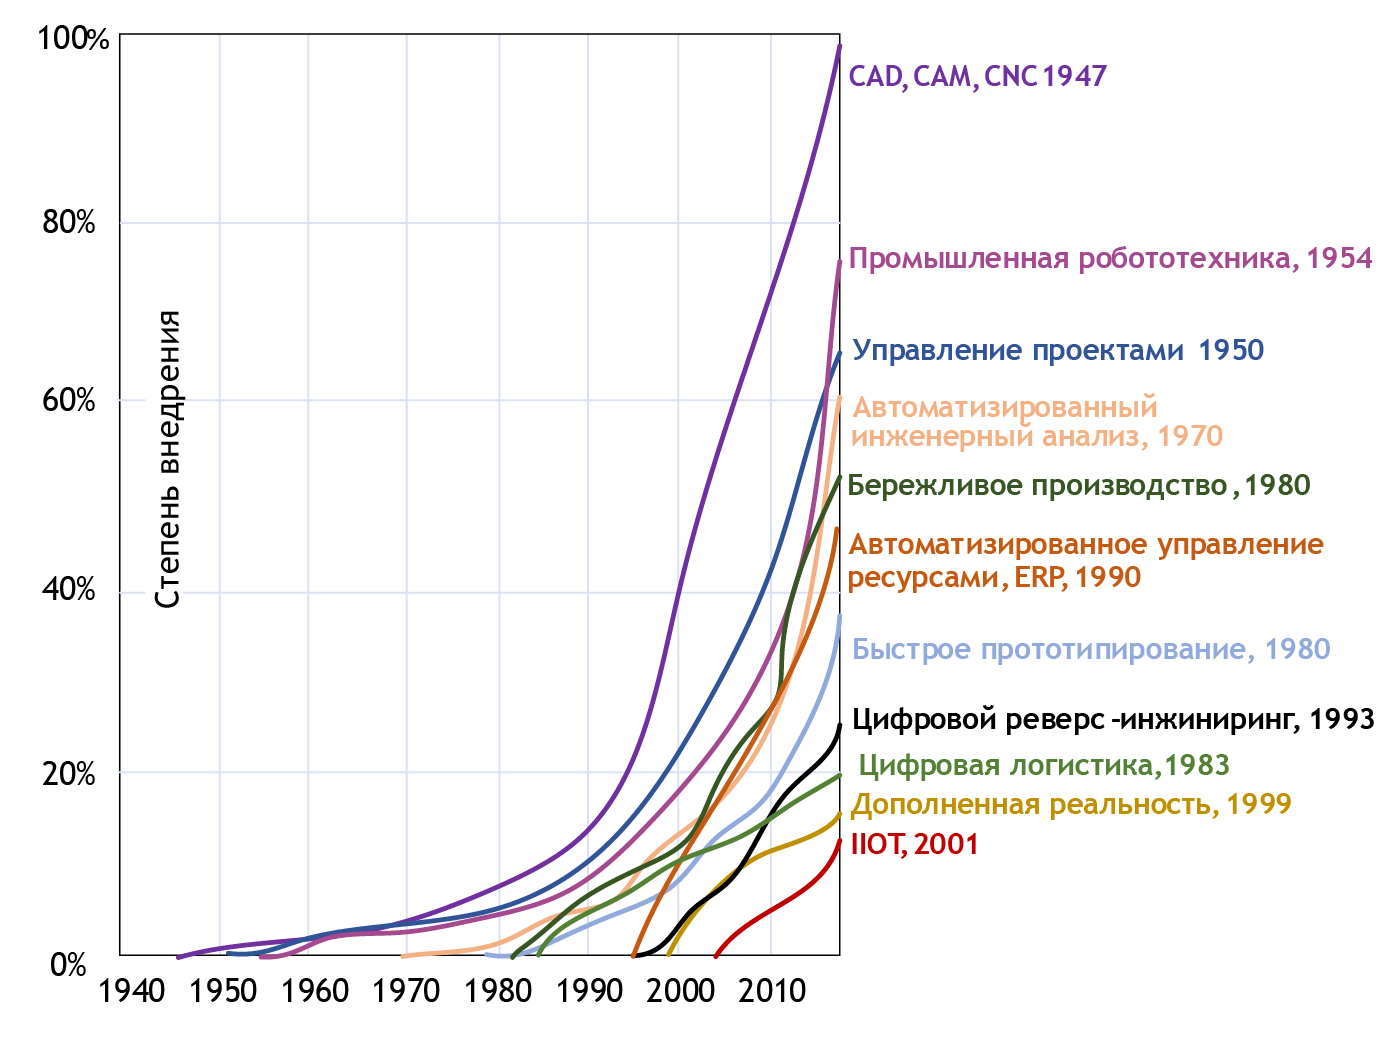 100%
80%
60%
40%
20%
0%
Степень внедрения
1940 1950 1960 1970 1980 1990 2000 2010
CAD, CAM, CNC 1947
Промышленная робототехника, 1954
Управление проектами 1950
Автоматизированный
инженерный анализ, 1970
Бережливое производство , 1980
Автоматизированное управление
ресурсами, ERP, 1990
Быстрое прототипирование, 1980
Цифровой реверс -инжиниринг, 1993
Цифровая логистика, 1983
Дополненная реальность, 1999
IIOT, 2001